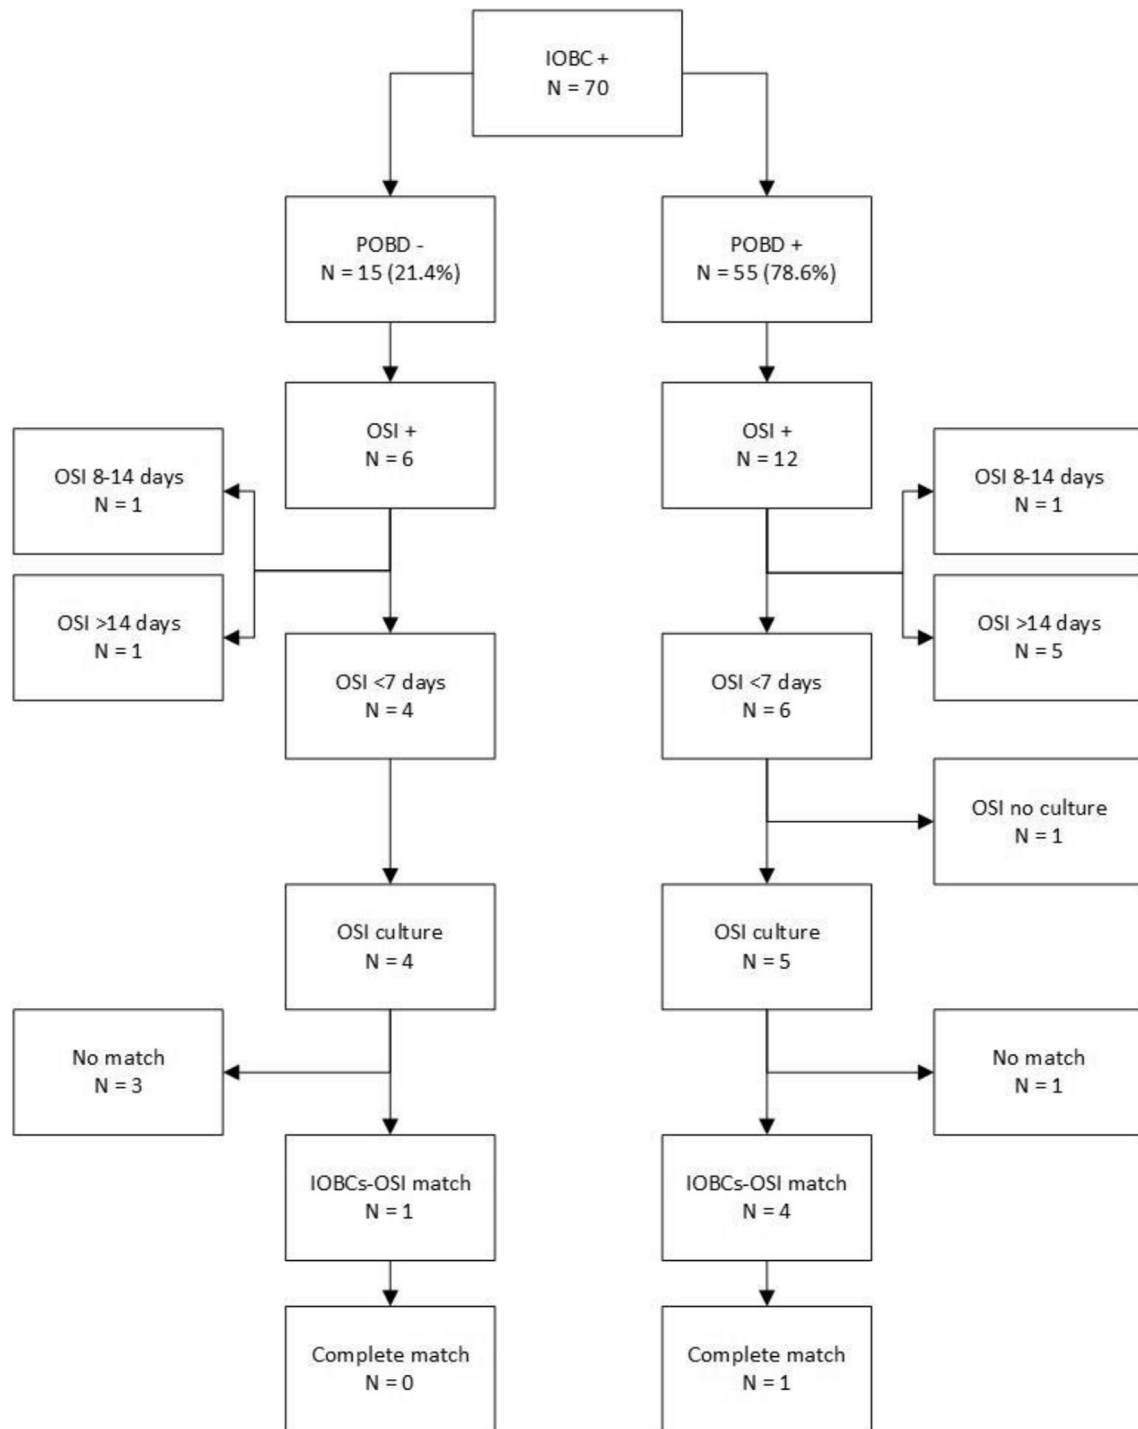 IOBC +
N = 70
POBD -
N = 15 (21.4%)
POBD +
N = 55 (78.6%)
OSI +
N = 6
OSI +
N = 12
OSI 8-14 days
N = 1
OSI 8-14 days
N = 1
OSI >14 days
N = 1
OSI >14 days
N = 5
OSI <7 days
N = 4
OSI <7 days
N = 6
OSI no culture
N = 1
OSI culture
N = 4
OSI culture
N = 5
No match
N = 3
No match
N = 1
IOBCs-OSI match
N = 1
IOBCs-OSI match
N = 4
Complete match
N = 0
Complete match
N = 1